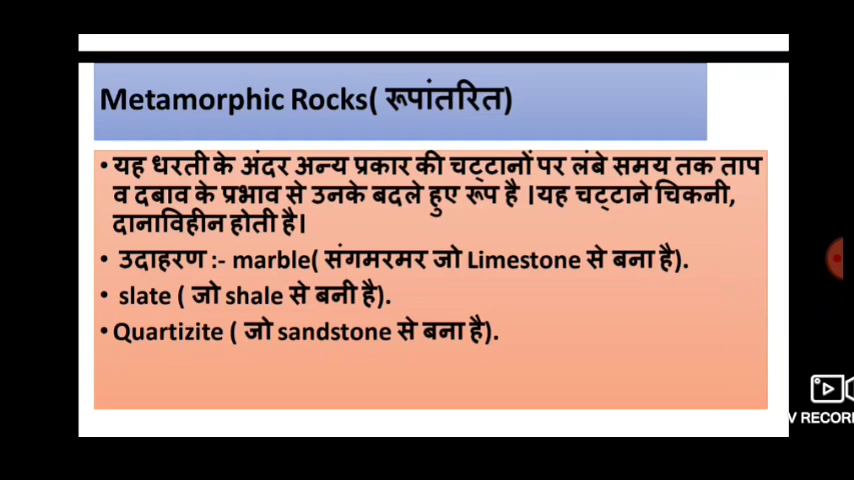 Metamorphic Rocks( रूपांतरित)
• यह धरती के अंदर अन्य प्रकार की चट्टानों पर लंबे समय तक ताप
व दबाव के प्रभाव से उनके बदले हुए रूप है ।यह चट्टाने चिकनी,
दानाविहीन होती है।
• उदाहरण :- marble( संगमरमर जो Limestone से बना है).
• slate ( जो shale से बनी है).
• Quartizite ( जो sandstone से बना है).